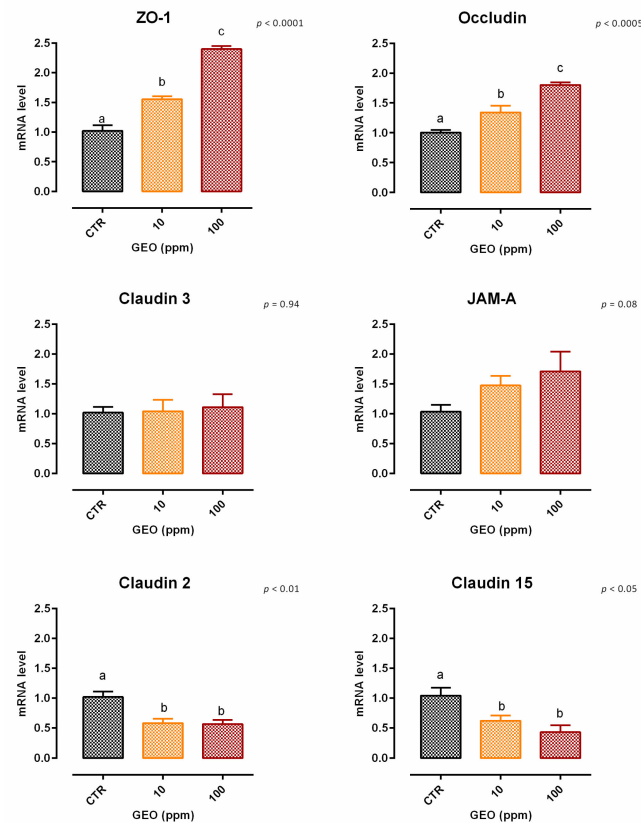 ZO-1
p < 0.0001
mRNA level
2.5
2.0
1.5
1.0
0.5
0.0
a
b
c
CTR
10
100
GEO (ppm)
Occludin
p < 0.0005
mRNA level
2.5
2.0
1.5
1.0
0.5
0.0
a
b
c
CTR
10
100
GEO (ppm)
Claudin 3
p = 0.94
mRNA level
2.5
2.0
1.5
1.0
0.5
0.0
CTR
10
100
GEO (ppm)
JAM-A
p = 0.08
mRNA level
2.5
2.0
1.5
1.0
0.5
0.0
CTR
10
100
GEO (ppm)
Claudin 2
p < 0.01
mRNA level
2.5
2.0
1.5
1.0
0.5
0.0
a
b
b
CTR
10
100
GEO (ppm)
Claudin 15
p < 0.05
mRNA level
2.5
2.0
1.5
1.0
0.5
0.0
a
b
b
CTR
10
100
GEO (ppm)